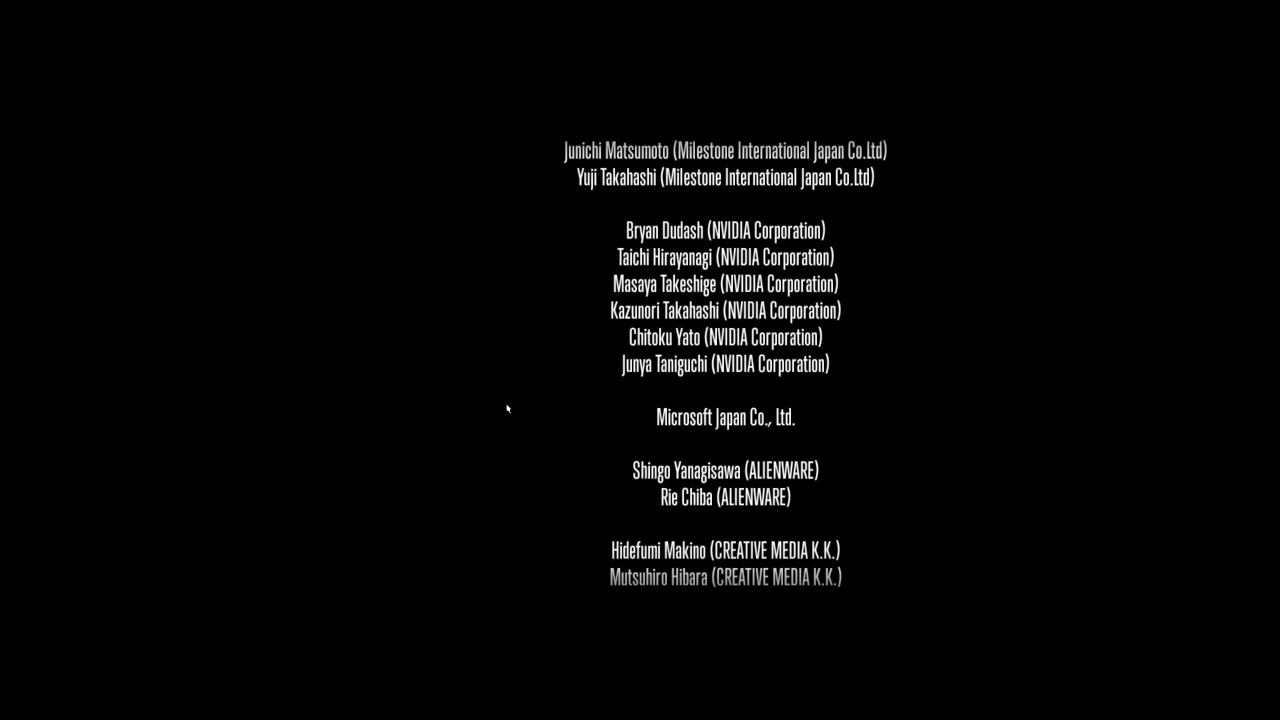 Junichi Matsumoto (Milestone International Japan Co.Ltd)
Yuji Takahashi (Milestone International Japan Co.Ltd)
Bryan Dudash (NVIDIA Corporation)
Taichi Hirayanagi (NVIDIA Corporation)
Masaya Takeshige (NVIDIA Corporation)
Kazunori Takahashi (NVIDIA Corporation)
Chitoku Yato (NVIDIA Corporation)
Junya Taniguchi (NVIDIA Corporation)
Microsoft Japan Co., Ltd.
Shingo Yanagisawa (ALIENWARE)
Rie Chiba (ALIENWARE)
Hidefumi Makino (CREATIVE MEDIA K.K.)
Mutsuhiro Hibara (CREATIVE MEDIA K.K.)